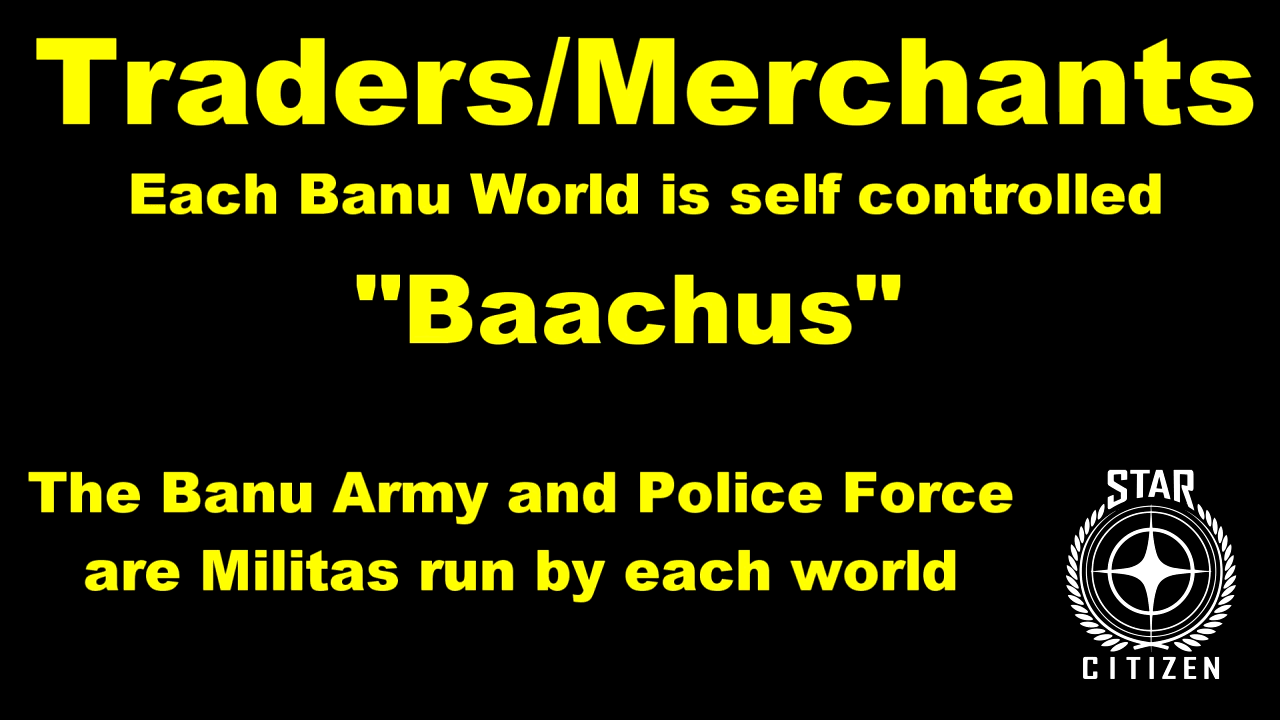 Traders/Merchants
Each Banu World is self controlled
"Baachus"
The Banu Army and Police Force
are Militas run by each world
STAR
CITIZEN